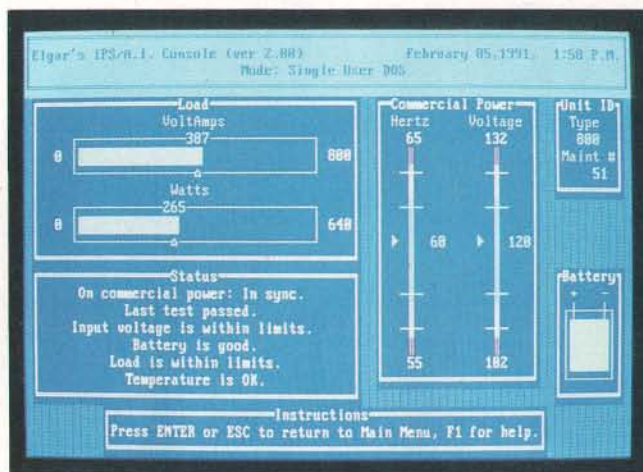 Elgar's IPS/A.I. Console (ver 2.00) February 05,1991, 1:58 P.M.
Mode: Single User DOS
Load
VoltAmps
387
0 800
Watts
265
0 640
Status
On commercial power: In sync.
Last test passed.
Input voltage is within limits.
Battery is good.
Load is within limits.
Temperature is OK.
Commercial Power
Hertz Voltage
65 132
60 120
55 102
Unit ID
Type
800
Maint #
51
Battery
+ -
Instructions
Press ENTER or ESC to return to Main Menu, F1 for help.